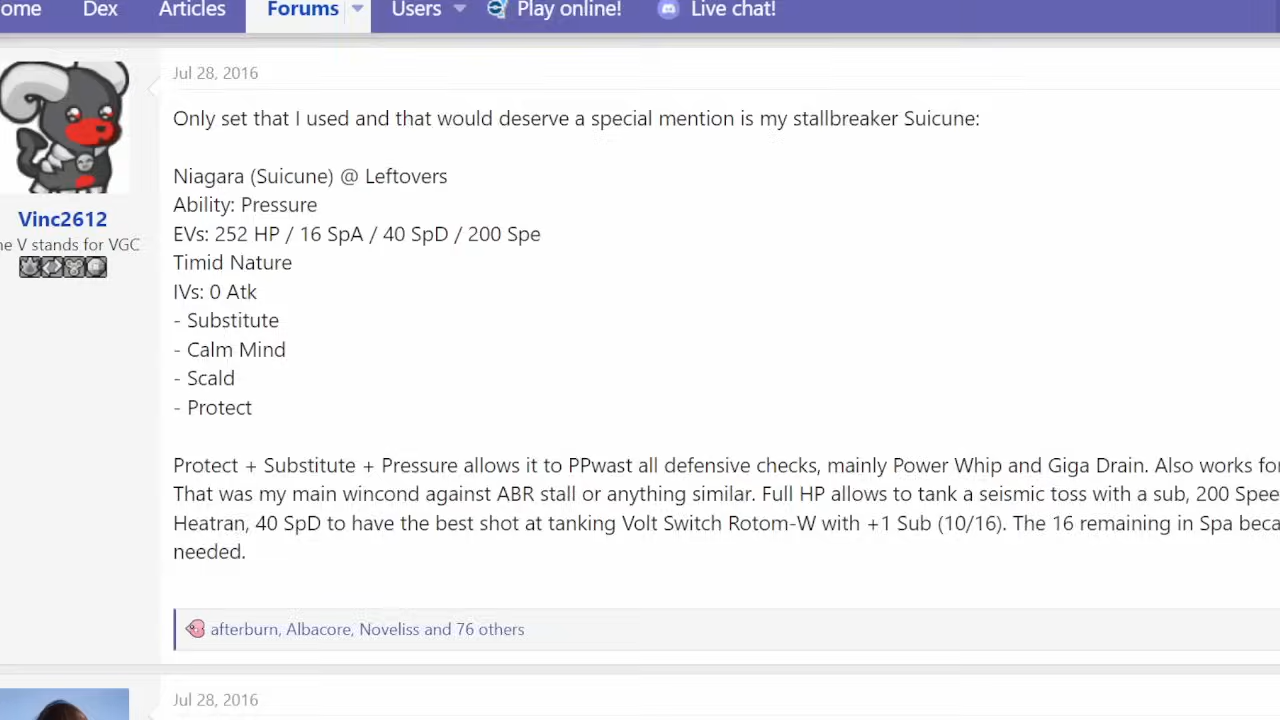 ome Dex Articles Forums Users Play online! Live chat!
Jul 28, 2016
Only set that I used and that would deserve a special mention is my stallbreaker Suicune:
Niagara (Suicune) @ Leftovers
Ability: Pressure
Vinc2612
EVs: 252 HP / 16 SpA / 40 SpD / 200 Spe
he V stands for VGC
Timid Nature
IVs: 0 Atk
- Substitute
- Calm Mind
- Scald
- Protect
Protect + Substitute + Pressure allows it to PPwast all defensive checks, mainly Power Whip and Giga Drain. Also works for
That was my main wincond against ABR stall or anything similar. Full HP allows to tank a seismic toss with a sub, 200 Spee
Heatran, 40 SpD to have the best shot at tanking Volt Switch Rotom-W with +1 Sub (10/16). The 16 remaining in Spa beca
needed.
afterburn, Albacore, Noveliss and 76 others
Jul 28, 2016